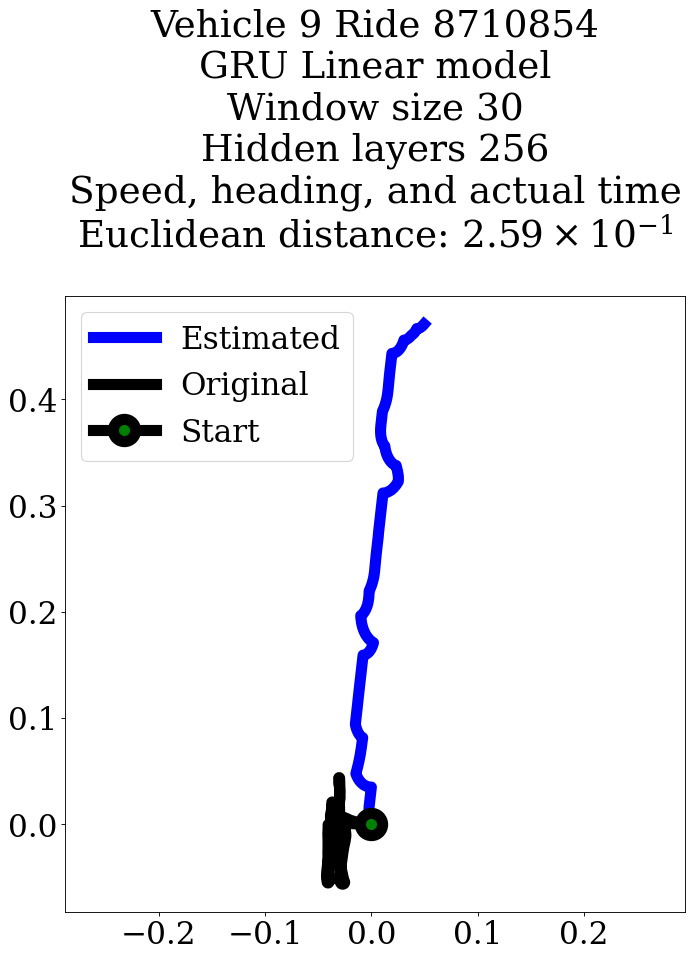 Vehicle 9 Ride 8710854
GRU Linear model
Window size 30
Hidden layers 256
Speed, heading, and actual time
Euclidean distance: 2.59 × 10⁻¹
Estimated
Original
Start
0.4
0.3
0.2
0.1
0.0
−0.2 −0.1 0.0 0.1 0.2